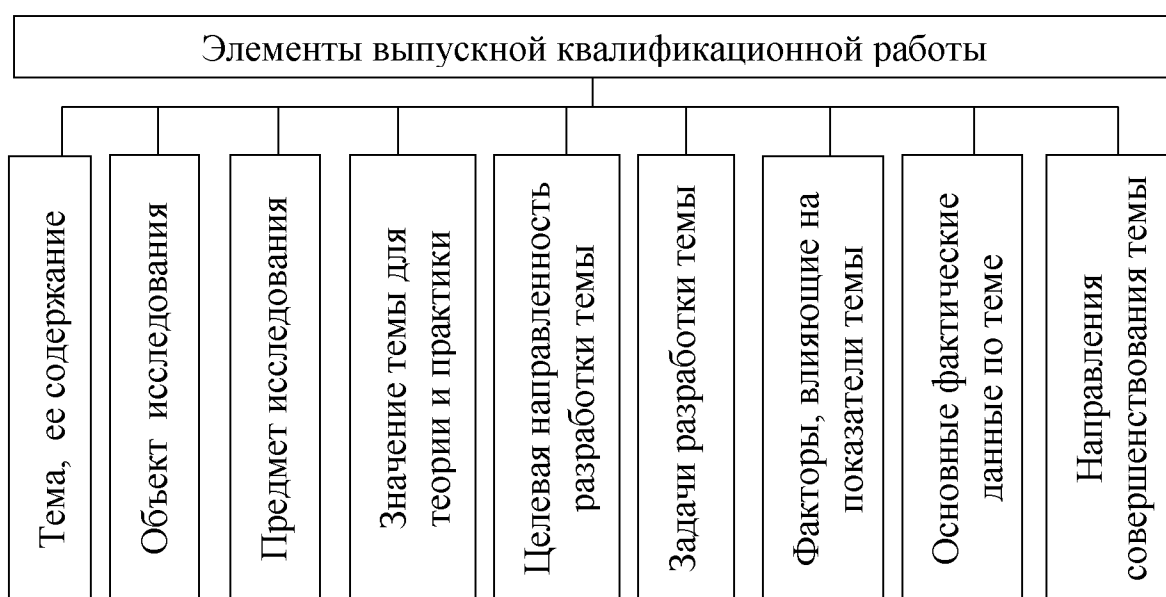 Элементы выпускной квалификационной работы
Тема, ее содержание
Объект исследования
Предмет исследования
Значение темы для
теории и практики
Целевая направленность
разработки темы
Задачи разработки темы
Факторы, влияющие на
показатели темы
Основные фактические
данные по теме
Направления
совершенствования темы